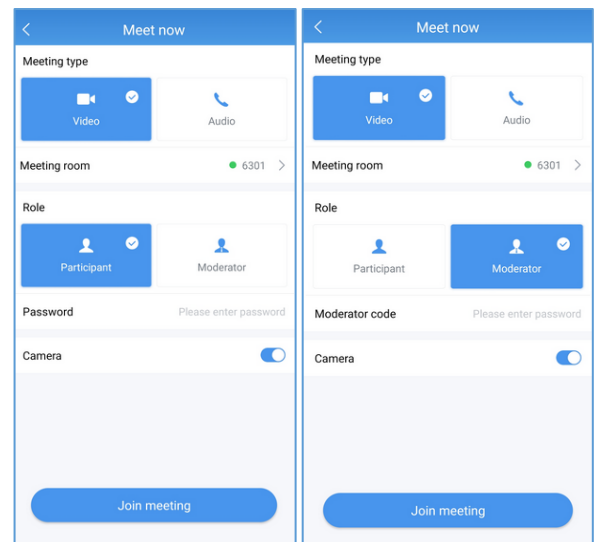 Meet now
Meeting type
Video
Audio
Meeting room
6301
Role
Participant
Moderator
Password
Please enter password
Camera
Join meeting
Meet now
Meeting type
Video
Audio
Meeting room
6301
Role
Participant
Moderator
Moderator code
Please enter password
Camera
Join meeting